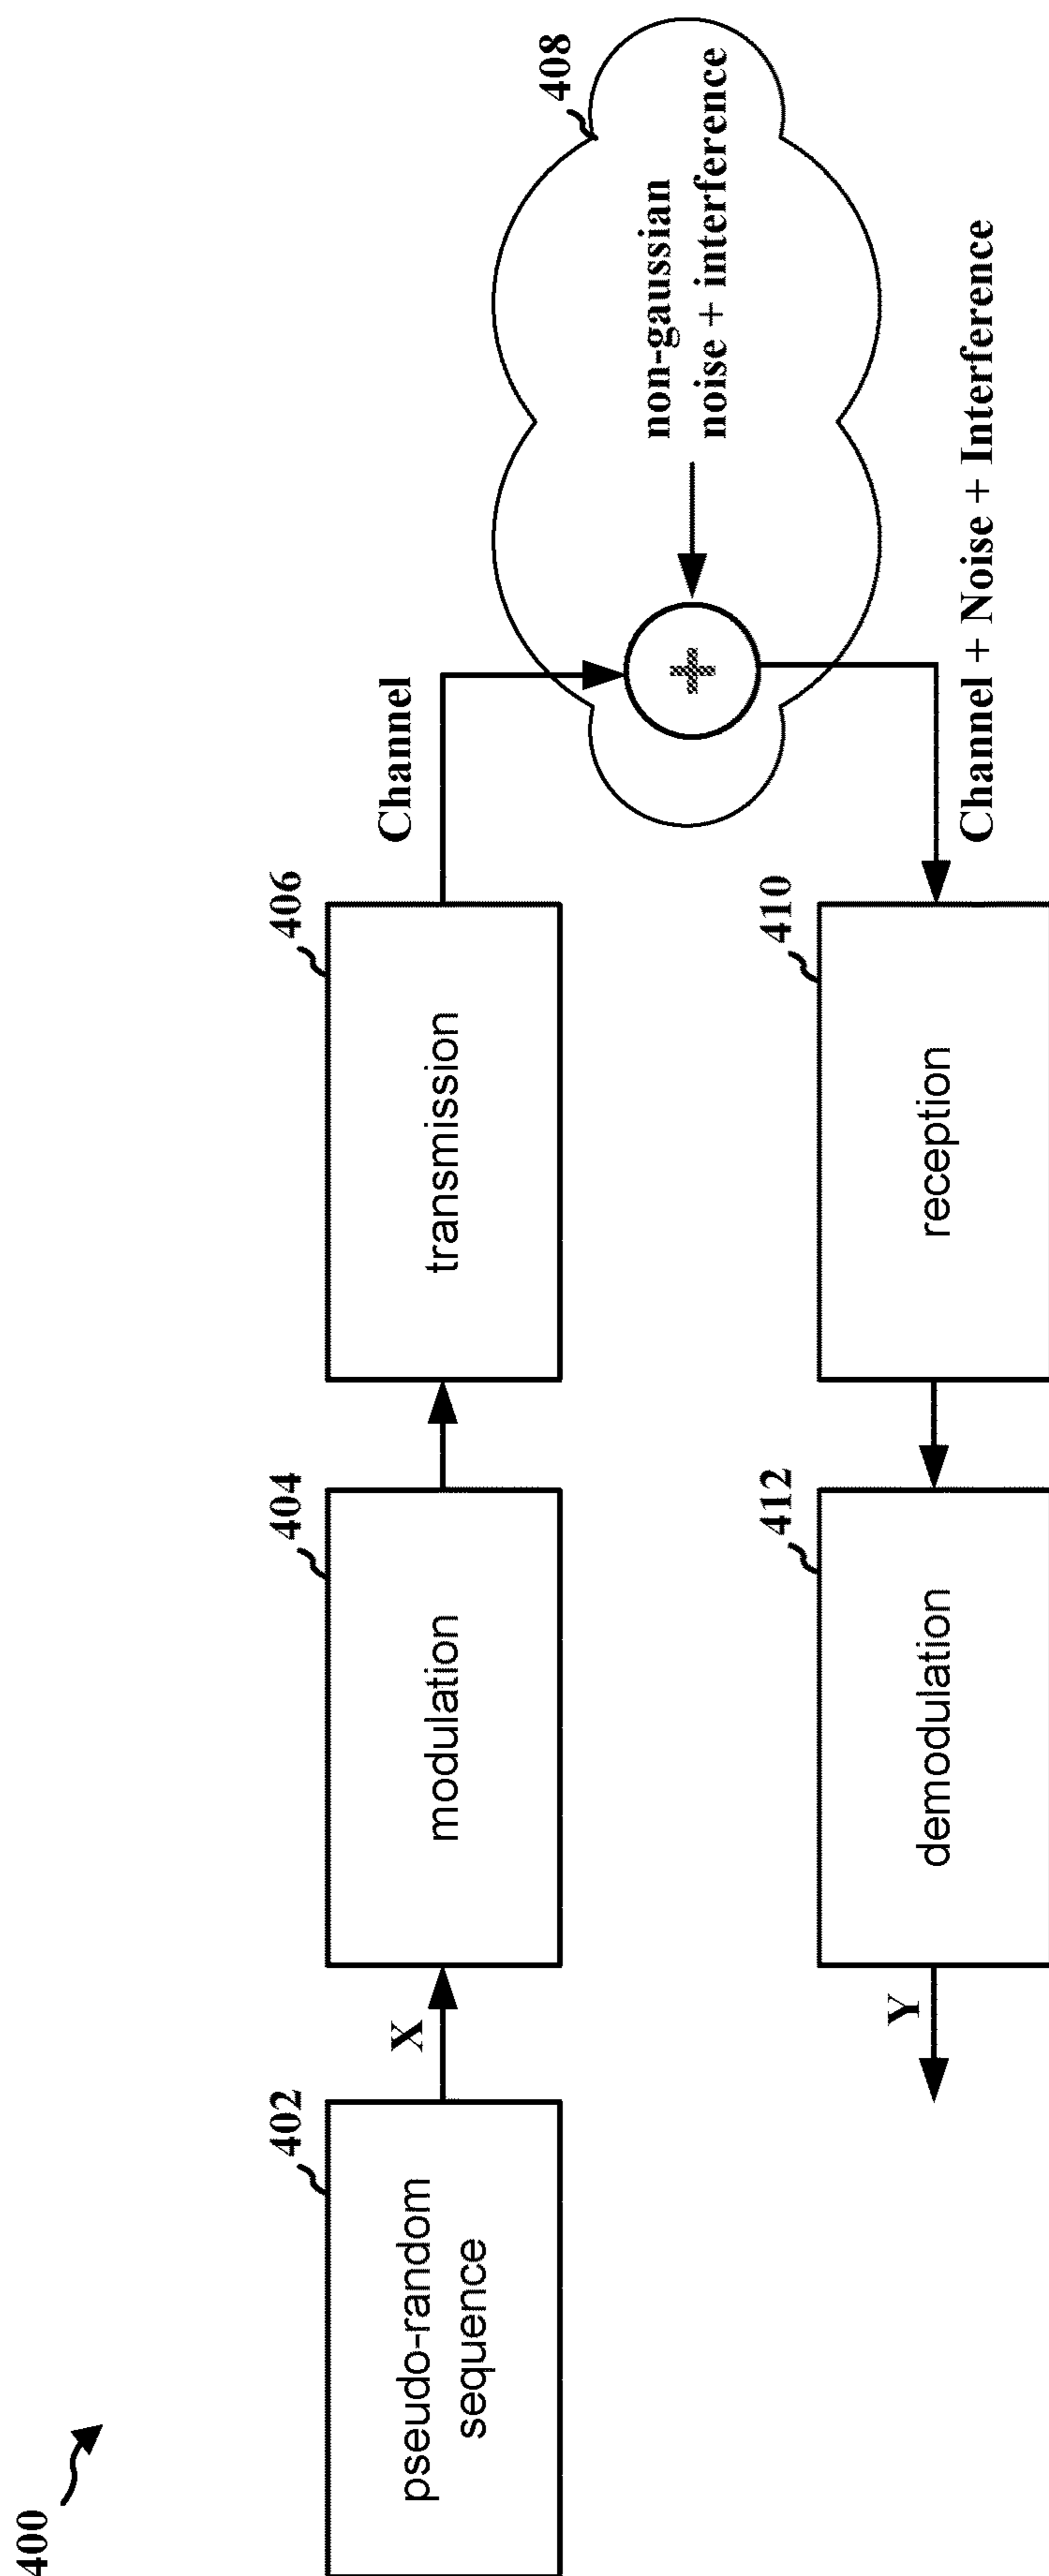 400
402
pseudo-random
sequence
X
404
modulation
406
transmission
Channel
408
non-gaussian
noise + interference
+
Channel + Noise + Interference
410
reception
412
demodulation
Y